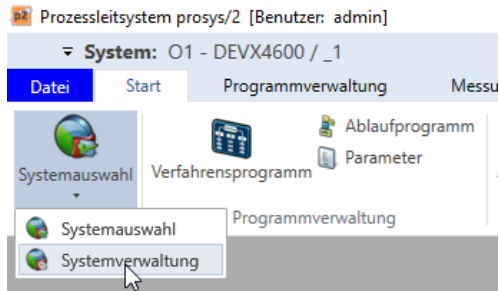 p2 Prozessleitsystem prosys/2 [Benutzer: admin]
System: O1 - DEVX4600 / _1
Datei Start Programmverwaltung Messu
Systemauswahl Verfahrensprogramm Ablaufprogramm
Parameter
Programmverwaltung
Systemauswahl
Systemverwaltung